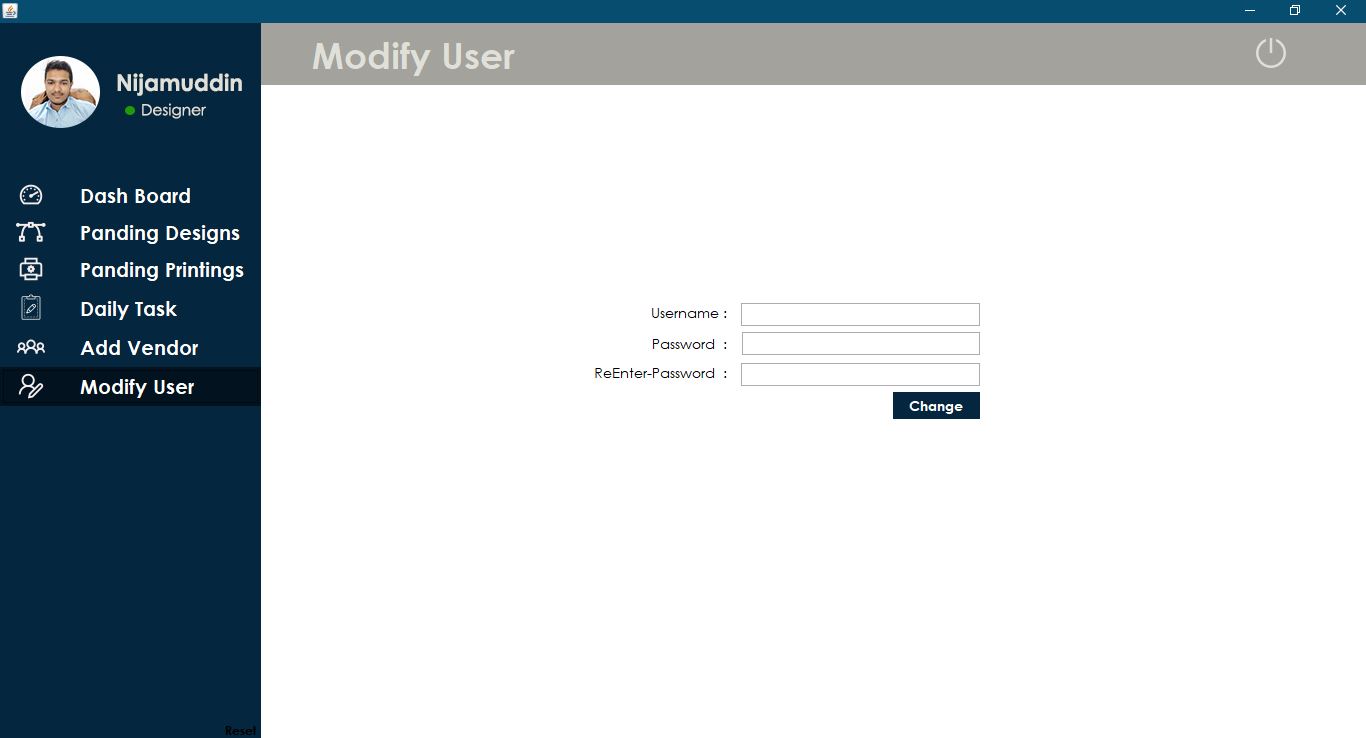 Modify User
Nijamuddin
Designer
Dash Board
Panding Designs
Panding Printings
Daily Task
Add Vendor
Modify User
Username :
Password :
ReEnter-Password :
Change
Reset